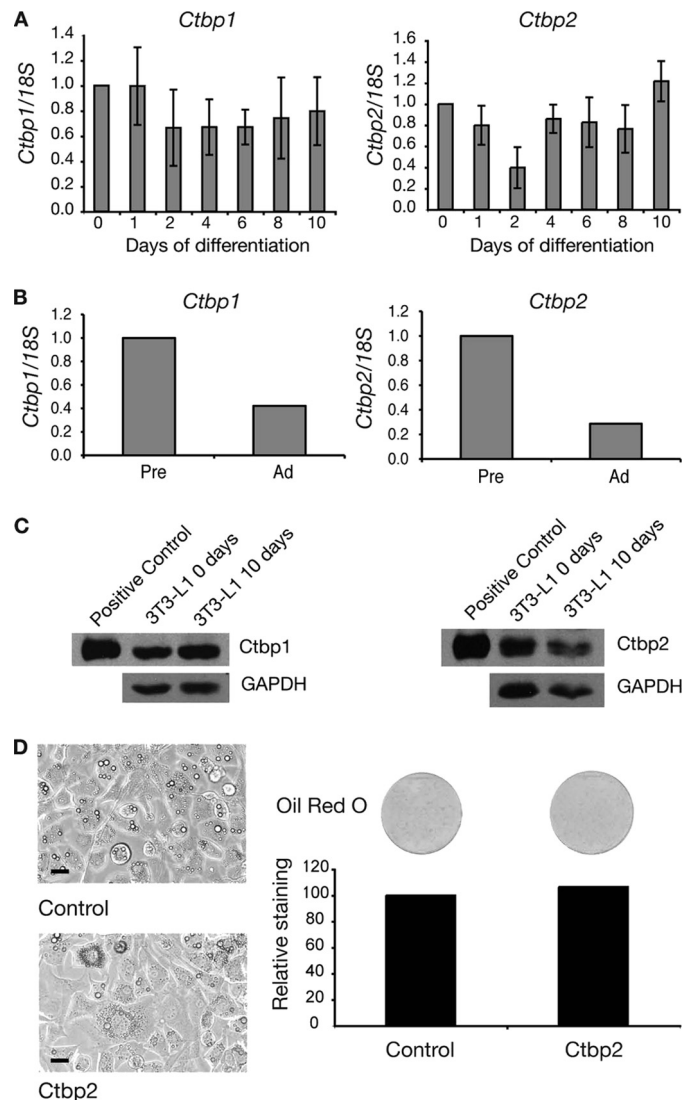 A
Ctbp1
Ctbp1/18S
1.4
1.2
1.0
0.8
0.6
0.4
0.2
0.0
0 1 2 4 6 8 10
Days of differentiation
Ctbp2
Ctbp2/18S
1.6
1.4
1.2
1.0
0.8
0.6
0.4
0.2
0.0
0 1 2 4 6 8 10
Days of differentiation
B
Ctbp1
Ctbp1/18S
1.2
1.0
0.8
0.6
0.4
0.2
0.0
Pre Ad
Ctbp2
Ctbp2/18S
1.2
1.0
0.8
0.6
0.4
0.2
0.0
Pre Ad
C
Positive Control
3T3-L1 0 days
3T3-L1 10 days
Ctbp1
GAPDH
Positive Control
3T3-L1 0 days
3T3-L1 10 days
Ctbp2
GAPDH
D
Control
Ctbp2
Oil Red O
Relative staining
120
100
80
60
40
20
0
Control Ctbp2